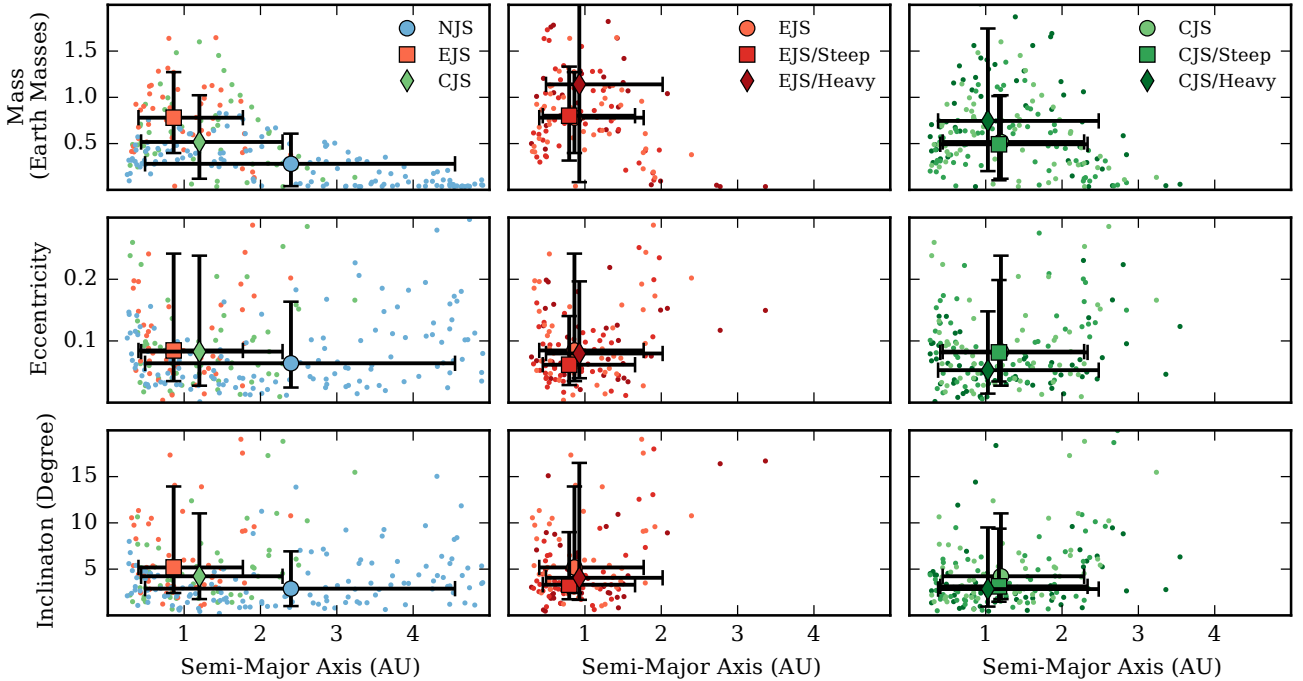 NJS
EJS
CJS
EJS
EJS/Steep
EJS/Heavy
CJS
CJS/Steep
CJS/Heavy
Mass
(Earth Masses)
1.5
1.0
0.5
Ecccentricity
0.2
0.1
Inclinaton (Degree)
15
10
5
1 2 3 4
1 2 3 4
1 2 3 4
Semi-Major Axis (AU)
Semi-Major Axis (AU)
Semi-Major Axis (AU)